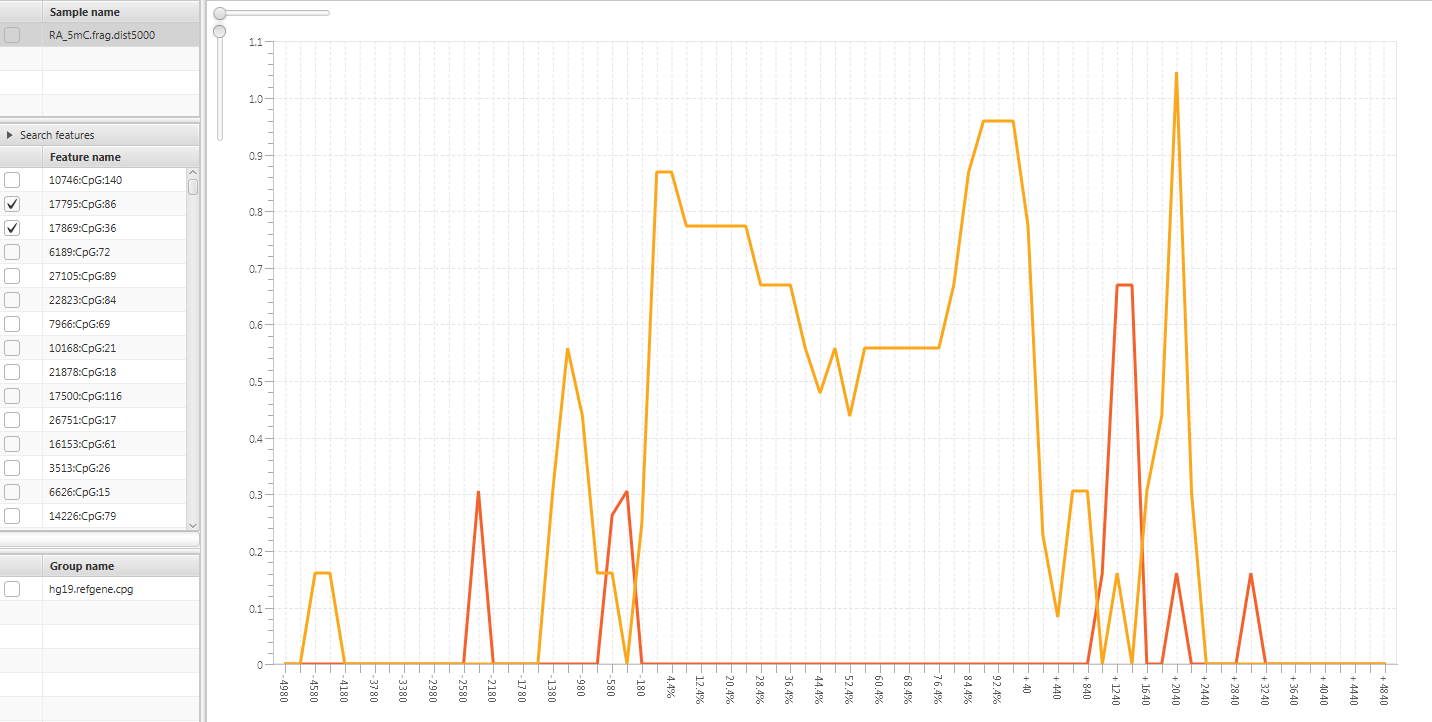 Sample name
RA_5mC.frag.dist5000
Search features
Feature name
10746:CpG:140
17795:CpG:86
17869:CpG:36
6189:CpG:72
27105:CpG:89
22823:CpG:84
7966:CpG:69
10168:CpG:21
21878:CpG:18
17500:CpG:116
26751:CpG:17
16153:CpG:61
3513:CpG:26
6626:CpG:15
14226:CpG:79
Group name
hg19.refgene.cpg
1.1
1.0
0.9
0.8
0.7
0.6
0.5
0.4
0.3
0.2
0.1
0
-4980
-4580
-4180
-3780
-3380
-2980
-2580
-2180
-1780
-1380
-980
-580
-180
4.4%
12.4%
20.4%
28.4%
36.4%
44.4%
52.4%
60.4%
68.4%
76.4%
84.4%
92.4%
+ 40
+ 440
+ 840
+ 1240
+ 1640
+ 2040
+ 2440
+ 2840
+ 3240
+ 3640
+ 4040
+ 4440
+ 4840